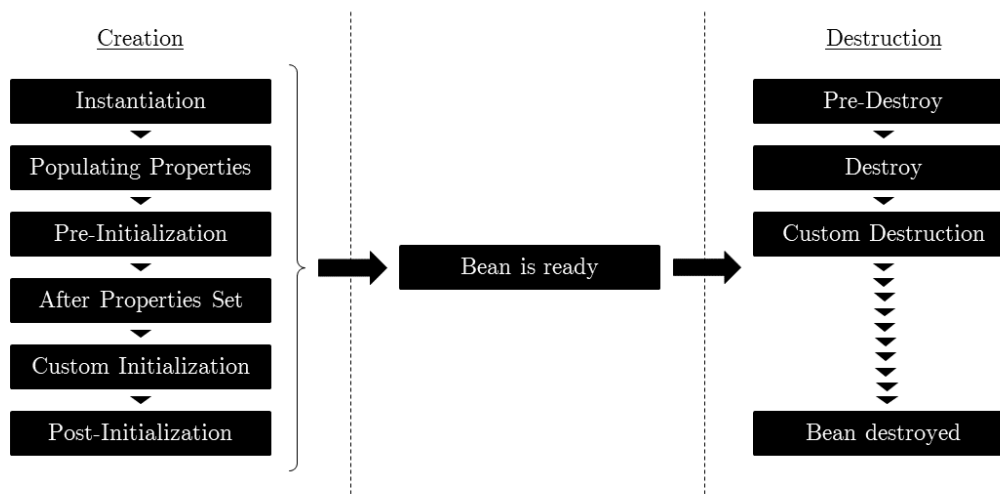 Creation
Instantiation
Populating Properties
Pre-Initialization
After Properties Set
Custom Initialization
Post-Initialization
Bean is ready
Destruction
Pre-Destroy
Destroy
Custom Destruction
Bean destroyed